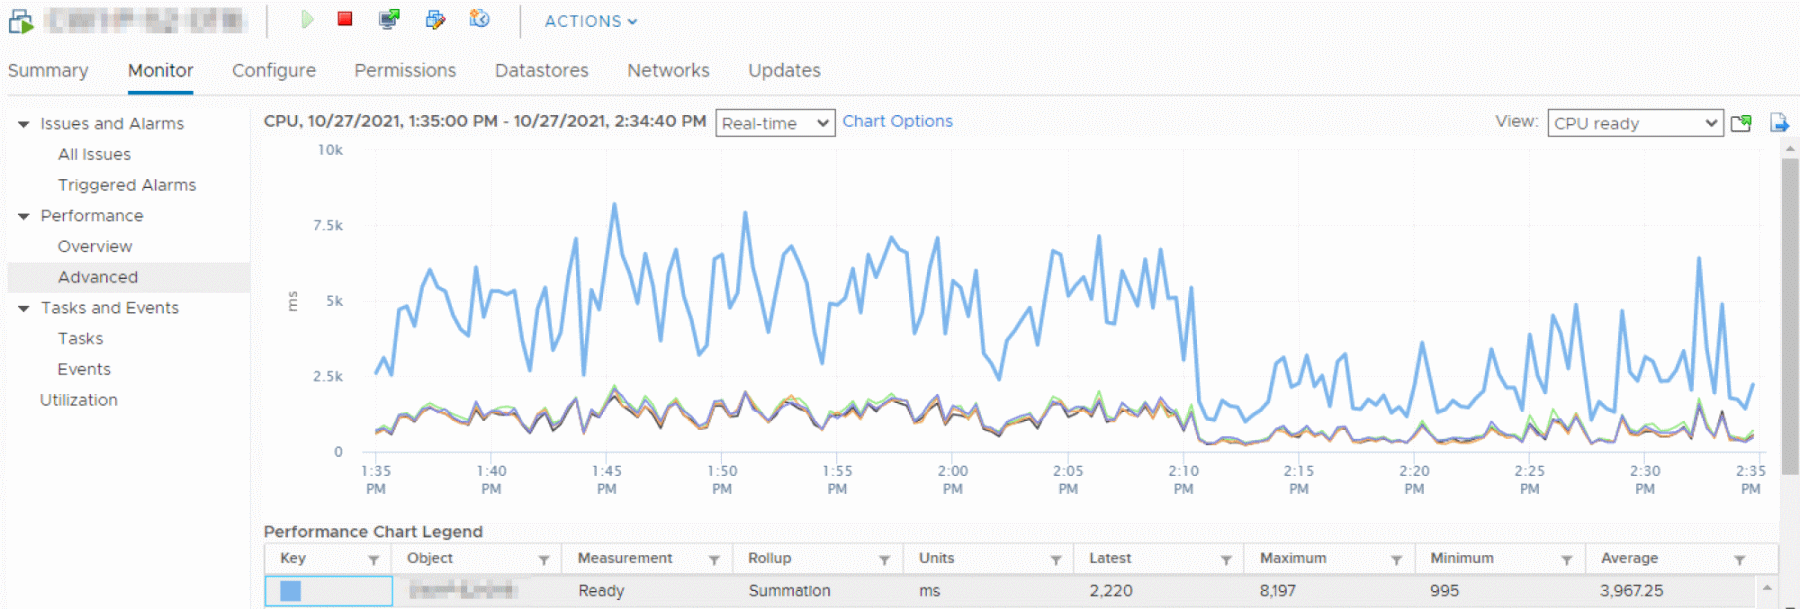 ACTIONS
Summary Monitor Configure Permissions Datastores Networks Updates
Issues and Alarms
All Issues
Triggered Alarms
Performance
Overview
Advanced
Tasks and Events
Tasks
Events
Utilization
CPU, 10/27/2021, 1:35:00 PM - 10/27/2021, 2:34:40 PM Real-time Chart Options View: CPU ready
10k
7.5k
5k
2.5k
0
ms
1:35 PM 1:40 PM 1:45 PM 1:50 PM 1:55 PM 2:00 PM 2:05 PM 2:10 PM 2:15 PM 2:20 PM 2:25 PM 2:30 PM 2:35 PM
Performance Chart Legend
Key Object Measurement Rollup Units Latest Maximum Minimum Average
Ready Summation ms 2,220 8,197 995 3,967.25